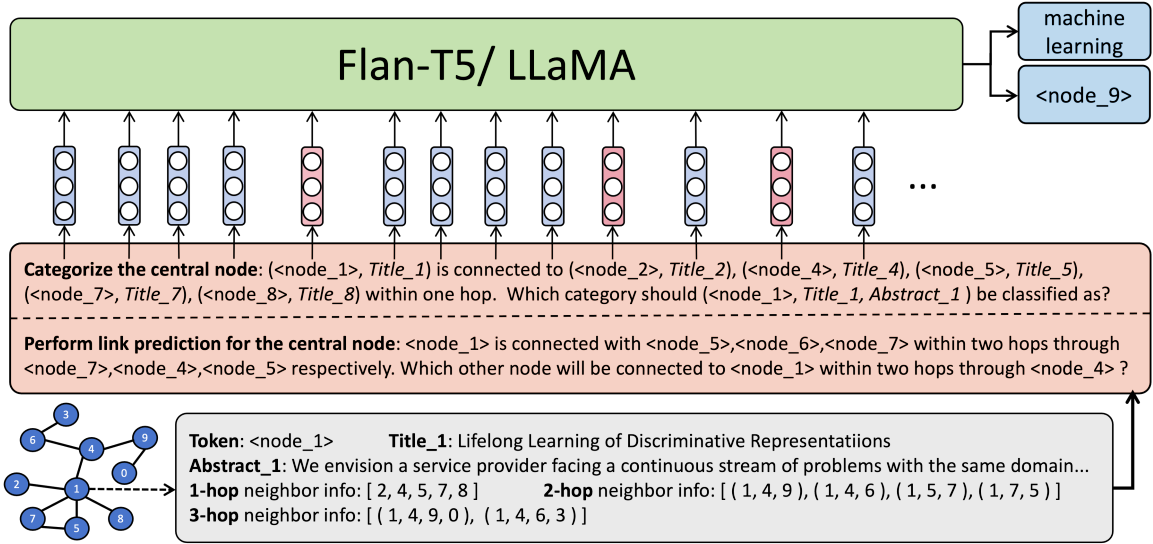 Flan-T5/ LLaMA
machine
learning
<node_9>
...
Categorize the central node: (<node_1>, Title_1) is connected to (<node_2>, Title_2), (<node_4>, Title_4), (<node_5>, Title_5),
(<node_7>, Title_7), (<node_8>, Title_8) within one hop. Which category should (<node_1>, Title_1, Abstract_1 ) be classified as?
Perform link prediction for the central node: <node_1> is connected with <node_5>,<node_6>,<node_7> within two hops through
<node_7>,<node_4>,<node_5> respectively. Which other node will be connected to <node_1> within two hops through <node_4> ?
3
6
4
9
0
2
1
7
5
8
Token: <node_1> Title_1: Lifelong Learning of Discriminative Representatiions
Abstract_1: We envision a service provider facing a continuous stream of problems with the same domain...
1-hop neighbor info: [ 2, 4, 5, 7, 8 ] 2-hop neighbor info: [ ( 1, 4, 9 ), ( 1, 4, 6 ), ( 1, 5, 7 ), ( 1, 7, 5 ) ]
3-hop neighbor info: [ ( 1, 4, 9, 0 ), ( 1, 4, 6, 3 ) ]